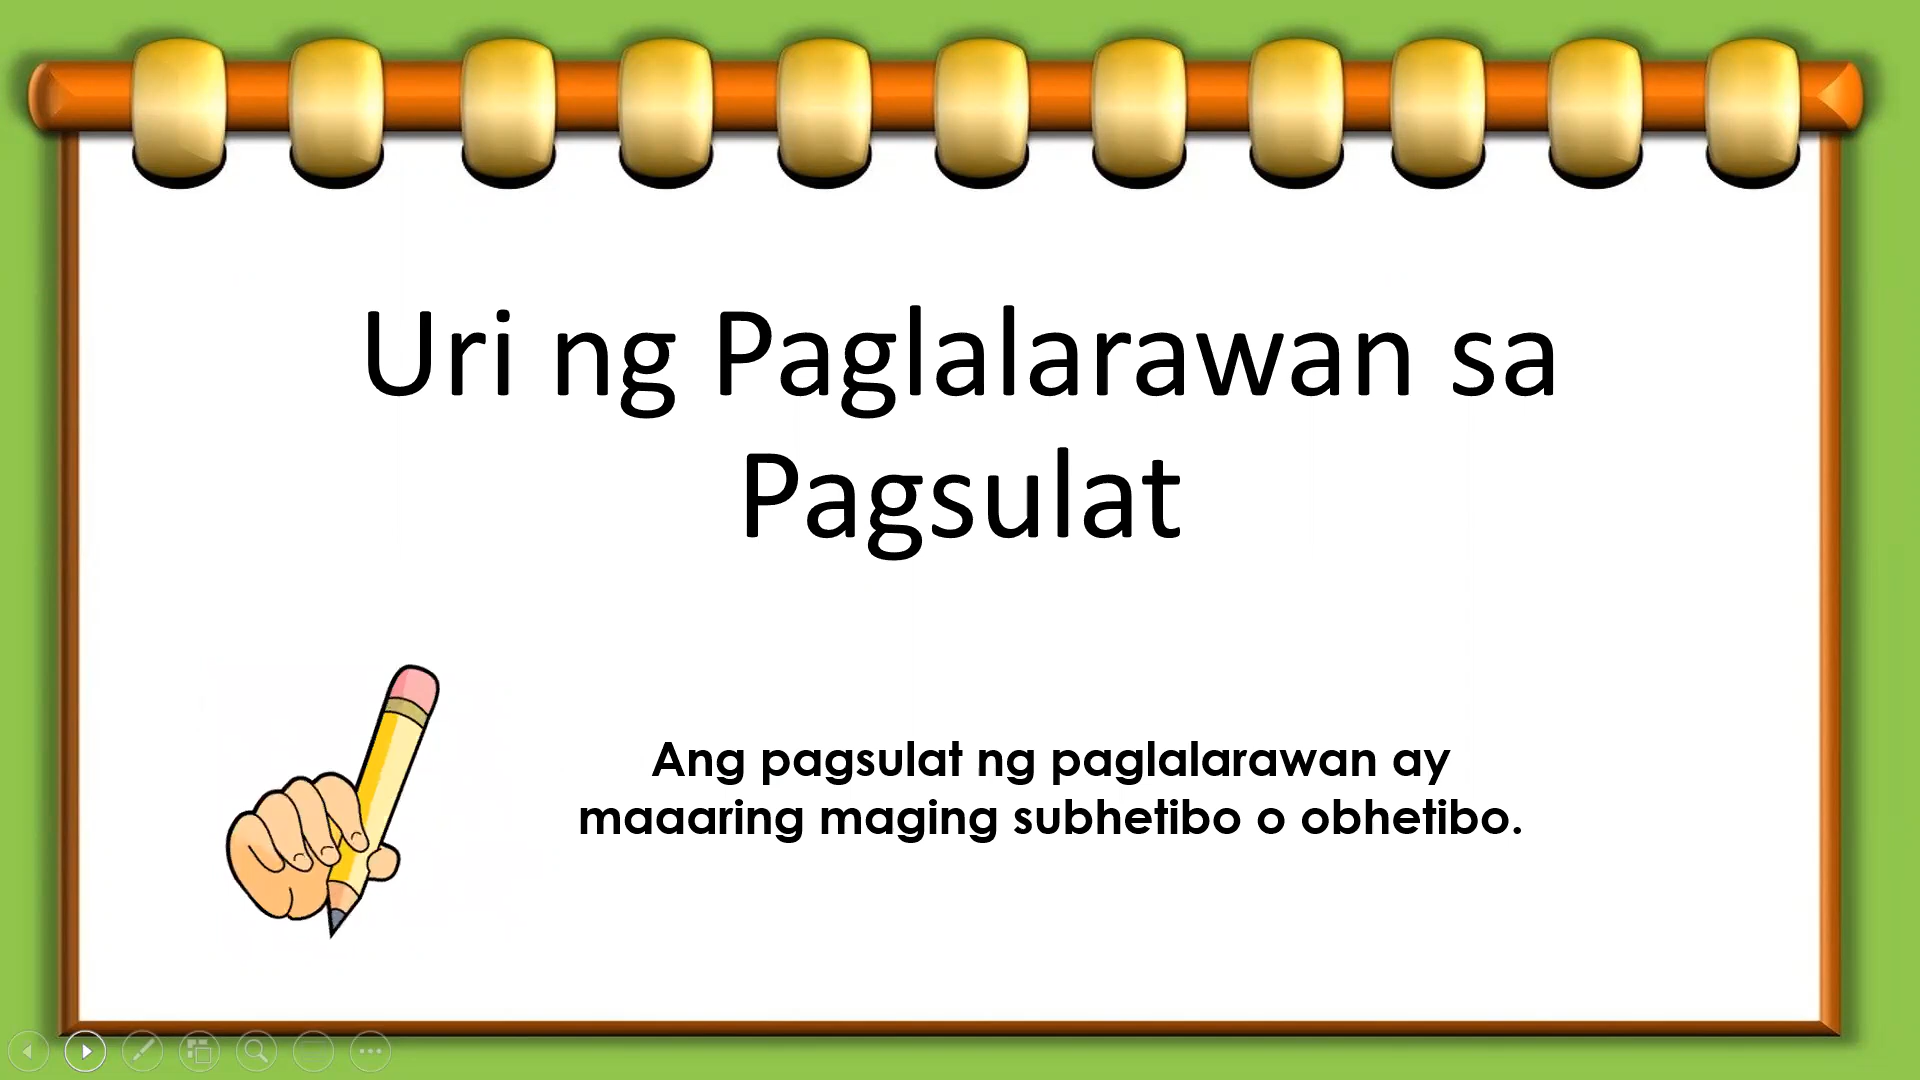 Uri ng Paglalarawan sa
Pagsulat
Ang pagsulat ng paglalarawan ay
maaaring maging subhetibo o obhetibo.